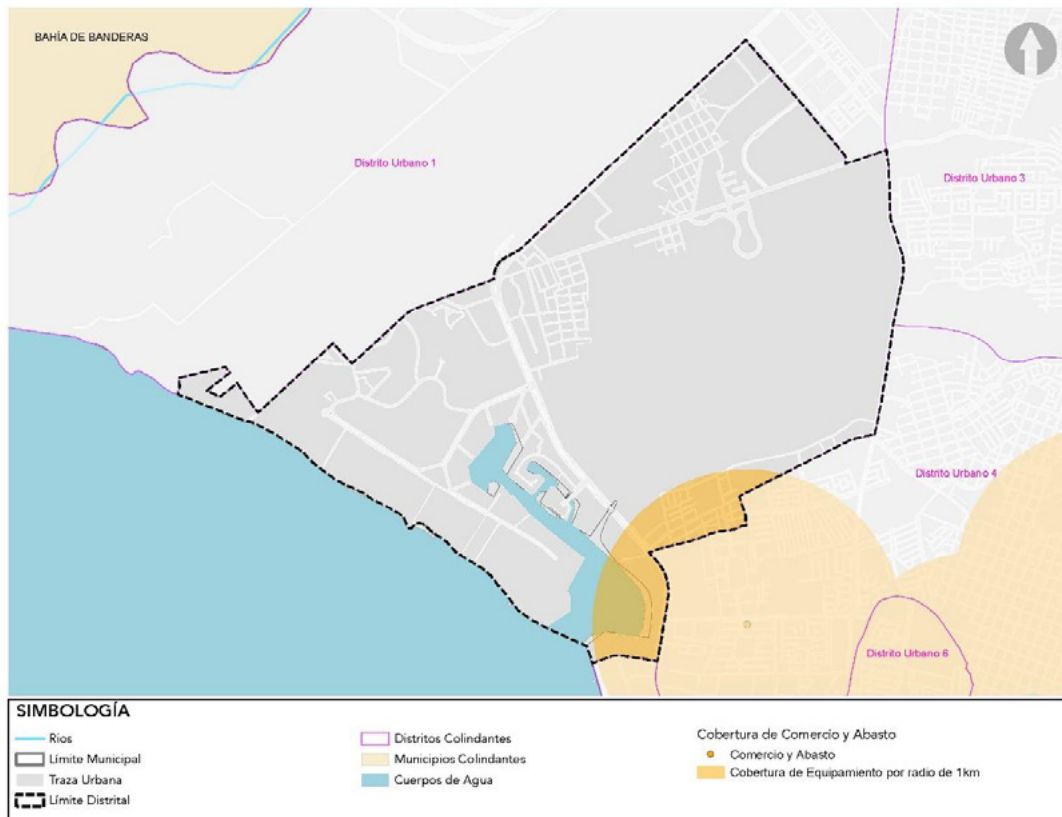 BAHÍA DE BANDERAS
Distrito Urbano 1
Distrito Urbano 3
Distrito Urbano 4
Distrito Urbano 6
SIMBOLOGÍA
Ríos
Límite Municipal
Traza Urbana
Límite Distrital
Distritos Colindantes
Municipios Colindantes
Cuerpos de Agua
Cobertura de Comercio y Abasto
Comercio y Abasto
Cobertura de Equipamiento por radio de 1km